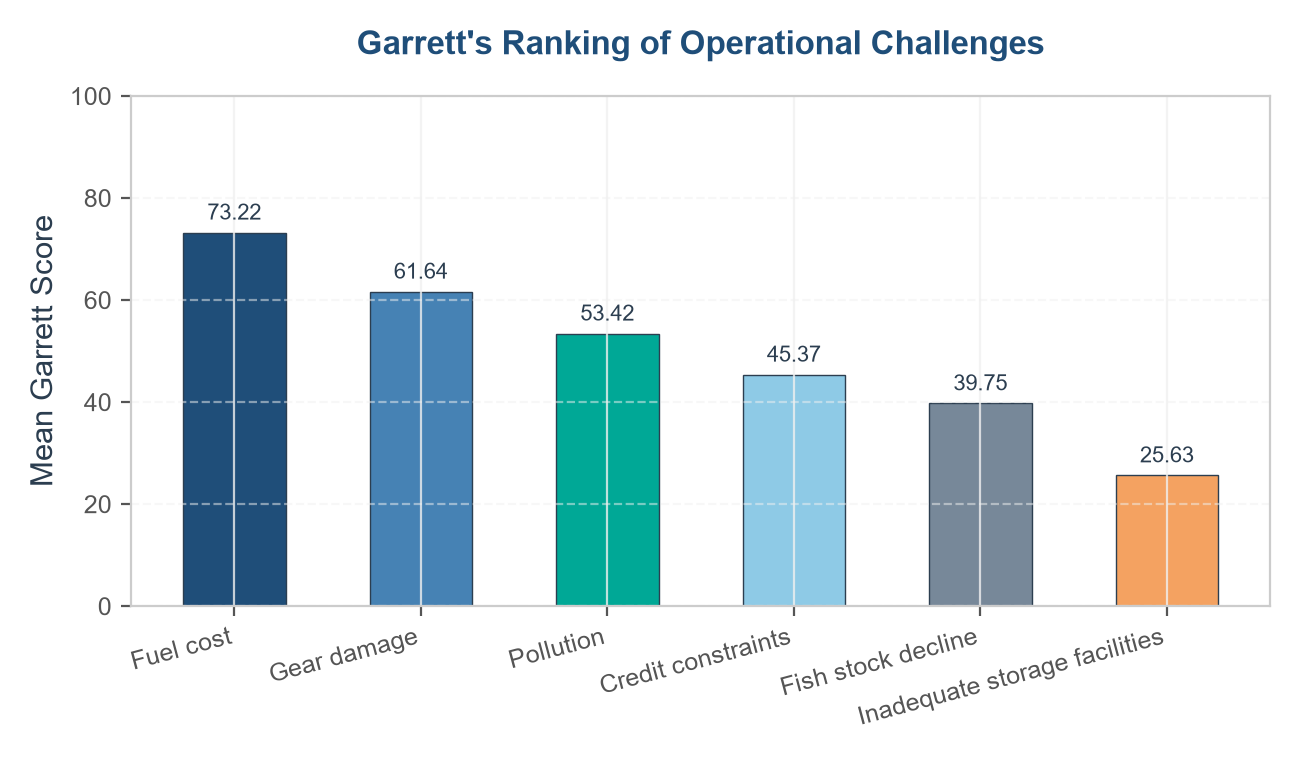 Garrett's Ranking of Operational Challenges
Mean Garrett Score
100
80
60
40
20
0
73.22
61.64
53.42
45.37
39.75
25.63
Fuel cost
Gear damage
Pollution
Credit constraints
Fish stock decline
Inadequate storage facilities